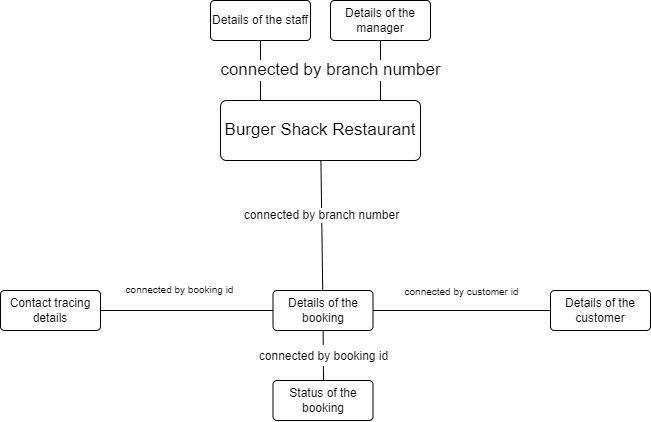 Details of the staff
Details of the
manager
connected by branch number
Burger Shack Restaurant
connected by branch number
connected by booking id
connected by customer id
Contact tracing
details
Details of the
booking
Details of the
customer
connected by booking id
Status of the
booking